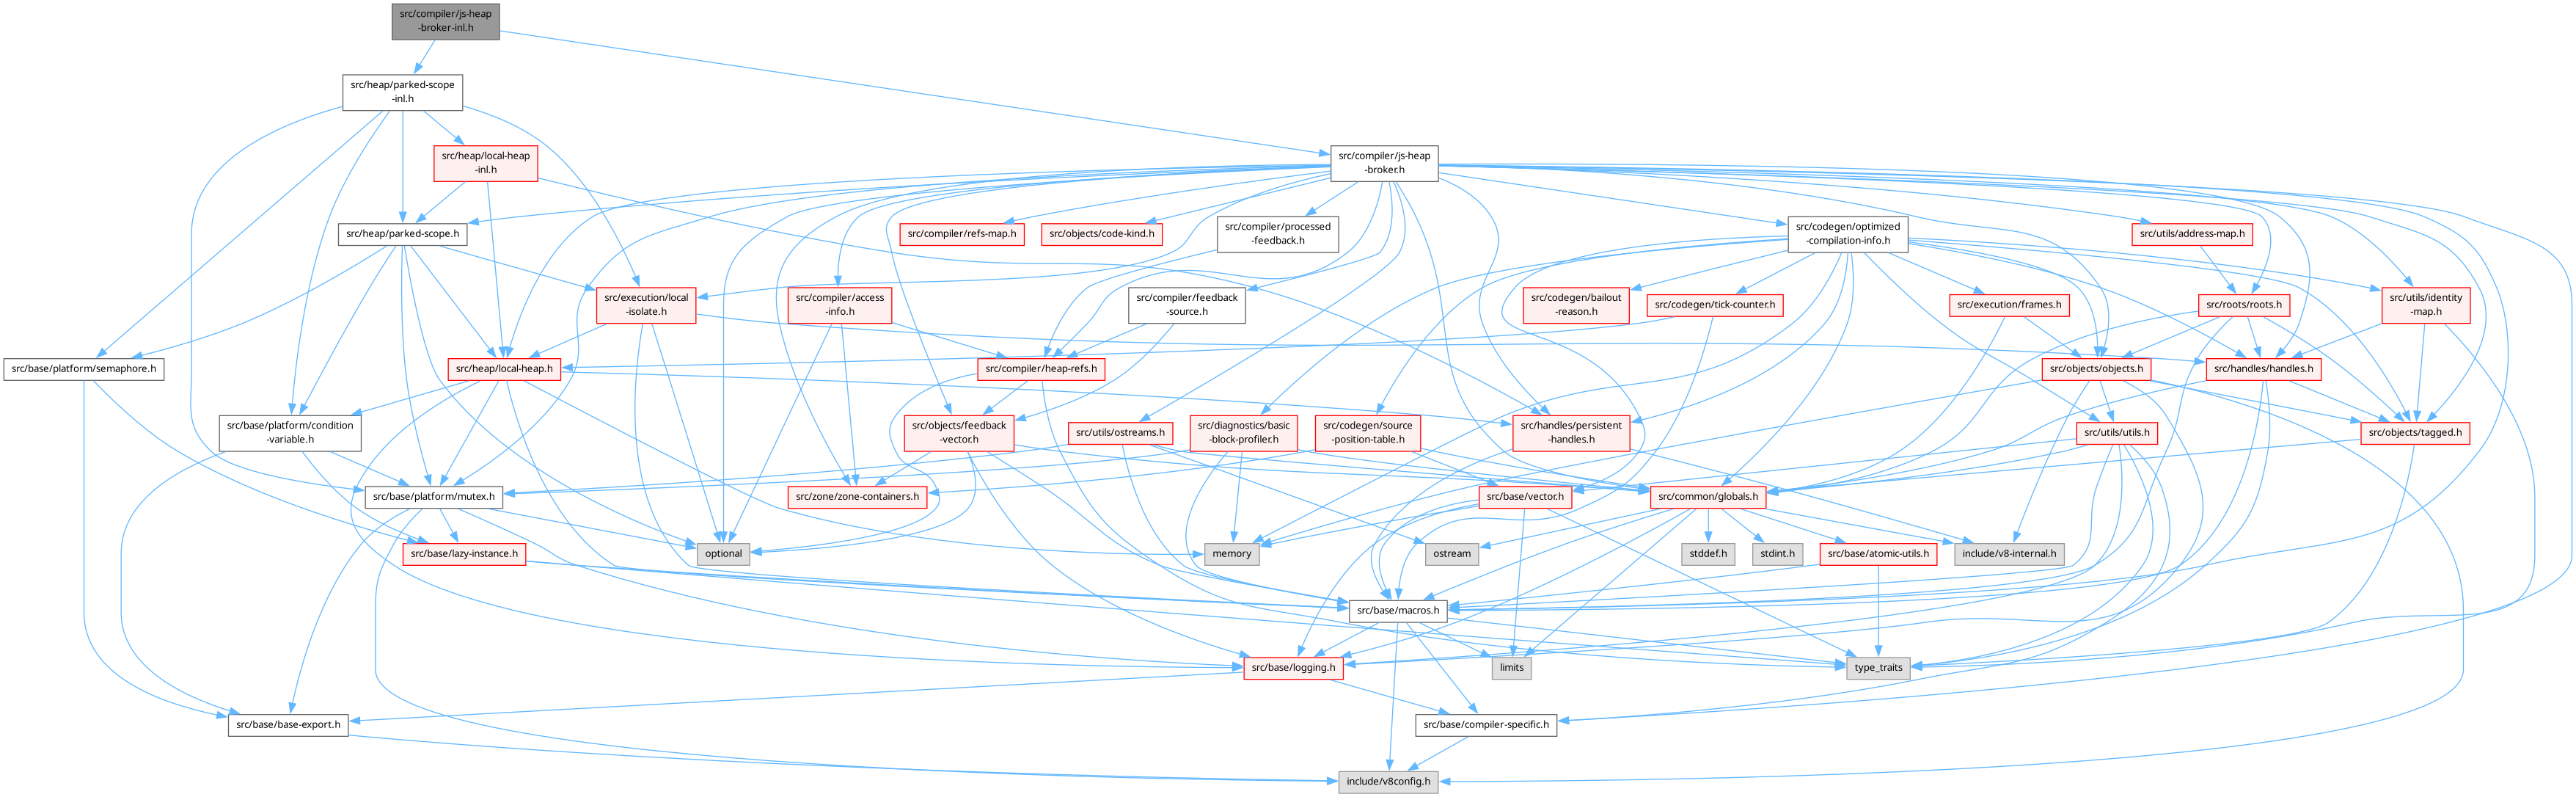 src/compiler/js-heap
-broker-inl.h
src/heap/parked-scope
-inl.h
src/heap/local-heap
-inl.h
src/compiler/js-heap
-broker.h
src/heap/parked-scope.h
src/compiler/refs-map.h
src/objects/code-kind.h
src/compiler/processed
-feedback.h
src/codegen/optimized
-compilation-info.h
src/utils/address-map.h
src/execution/local
-isolate.h
src/compiler/access
-info.h
src/compiler/feedback
-source.h
src/codegen/bailout
-reason.h
src/codegen/tick-counter.h
src/execution/frames.h
src/roots/roots.h
src/utils/identity
-map.h
src/base/platform/semaphore.h
src/heap/local-heap.h
src/compiler/heap-refs.h
src/objects/objects.h
src/handles/handles.h
src/base/platform/condition
-variable.h
src/objects/feedback
-vector.h
src/utils/ostreams.h
src/diagnostics/basic
-block-profiler.h
src/codegen/source
-position-table.h
src/handles/persistent
-handles.h
src/utils/utils.h
src/objects/tagged.h
src/base/platform/mutex.h
src/zone/zone-containers.h
src/base/vector.h
src/common/globals.h
src/base/lazy-instance.h
optional
memory
ostream
stddef.h
stdint.h
src/base/atomic-utils.h
include/v8-internal.h
src/base/macros.h
src/base/logging.h
limits
type_traits
src/base/base-export.h
src/base/compiler-specific.h
include/v8config.h